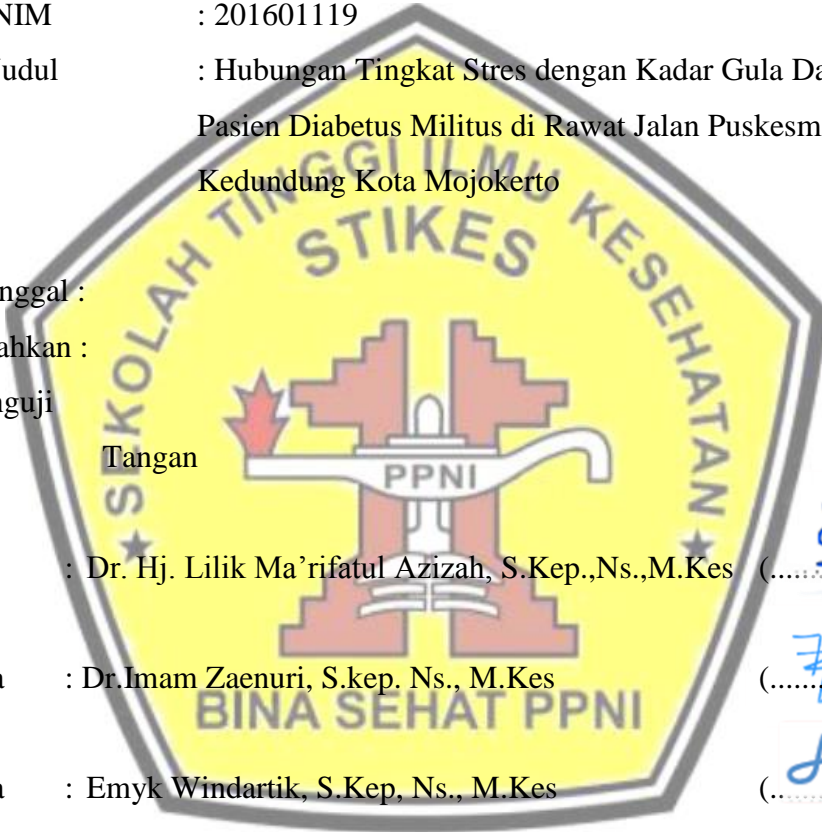 NIM : 201601119
Judul : Hubungan Tingkat Stres dengan Kadar Gula Da
Pasien Diabetus Militus di Rawat Jalan Puskesm
Kedundung Kota Mojokerto
SEKOLAH TINGGI ILMU KESEHATAN
STIKES
nggal :
ahkan :
nguji
Tangan
PPNI
: Dr. Hj. Lilik Ma’rifatul Azizah, S.Kep.,Ns.,M.Kes (......
a : Dr.Imam Zaenuri, S.kep. Ns., M.Kes (.......
BINA SEHAT PPNI
a : Emyk Windartik, S.Kep, Ns., M.Kes (..